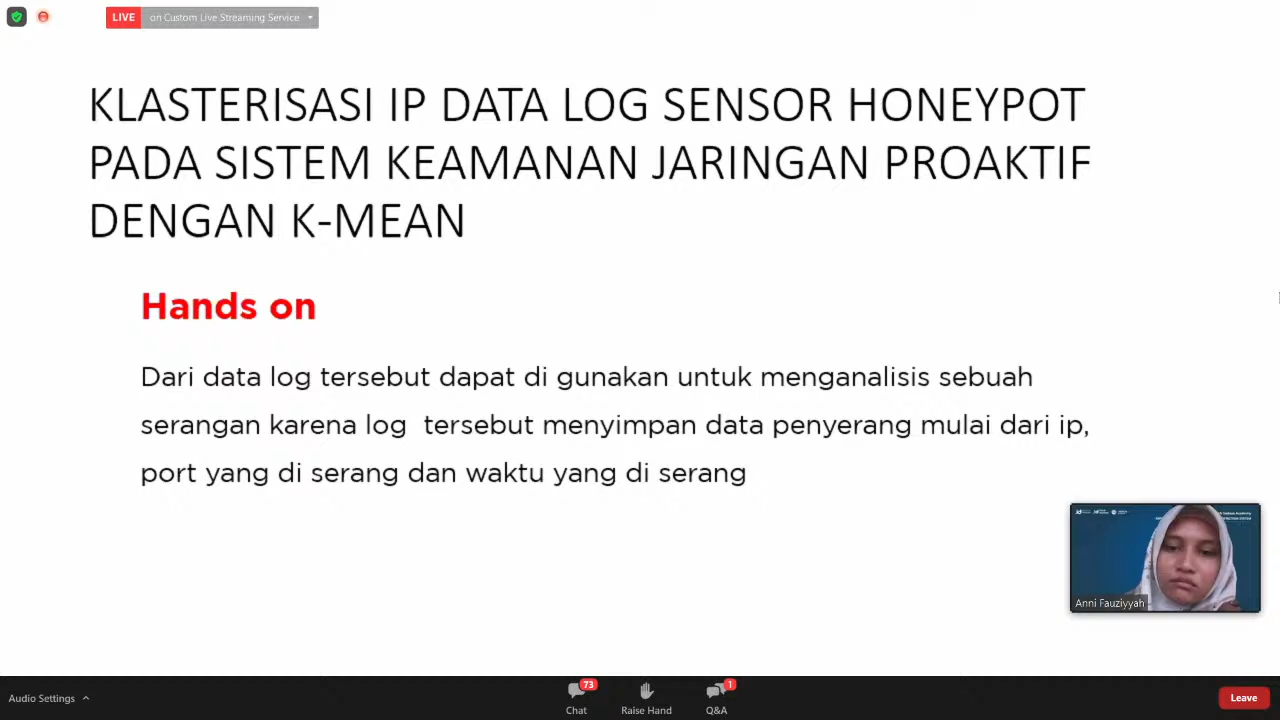 LIVE on Custom Live Streaming Service
KLASTERISASI IP DATA LOG SENSOR HONEYPOT
PADA SISTEM KEAMANAN JARINGAN PROAKTIF
DENGAN K-MEAN
Hands on
Dari data log tersebut dapat di gunakan untuk menganalisis sebuah
serangan karena log tersebut menyimpan data penyerang mulai dari ip,
port yang di serang dan waktu yang di serang
Anni Fauziyyah
Audio Settings
73
Chat
Raise Hand
1
Q&A
Leave